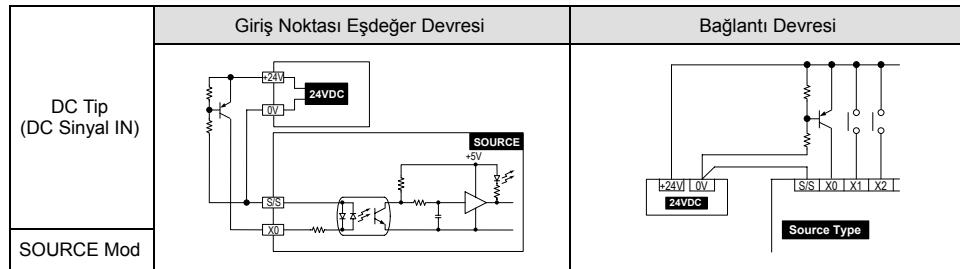 Giriş Noktası Eşdeğer Devresi
Bağlantı Devresi
DC Tip
(DC Sinyal IN)
SOURCE Mod
+24V
24VDC
0V
SOURCE
+5V
S/S
X0
+24V 0V
24VDC
S/S X0 X1 X2
Source Type